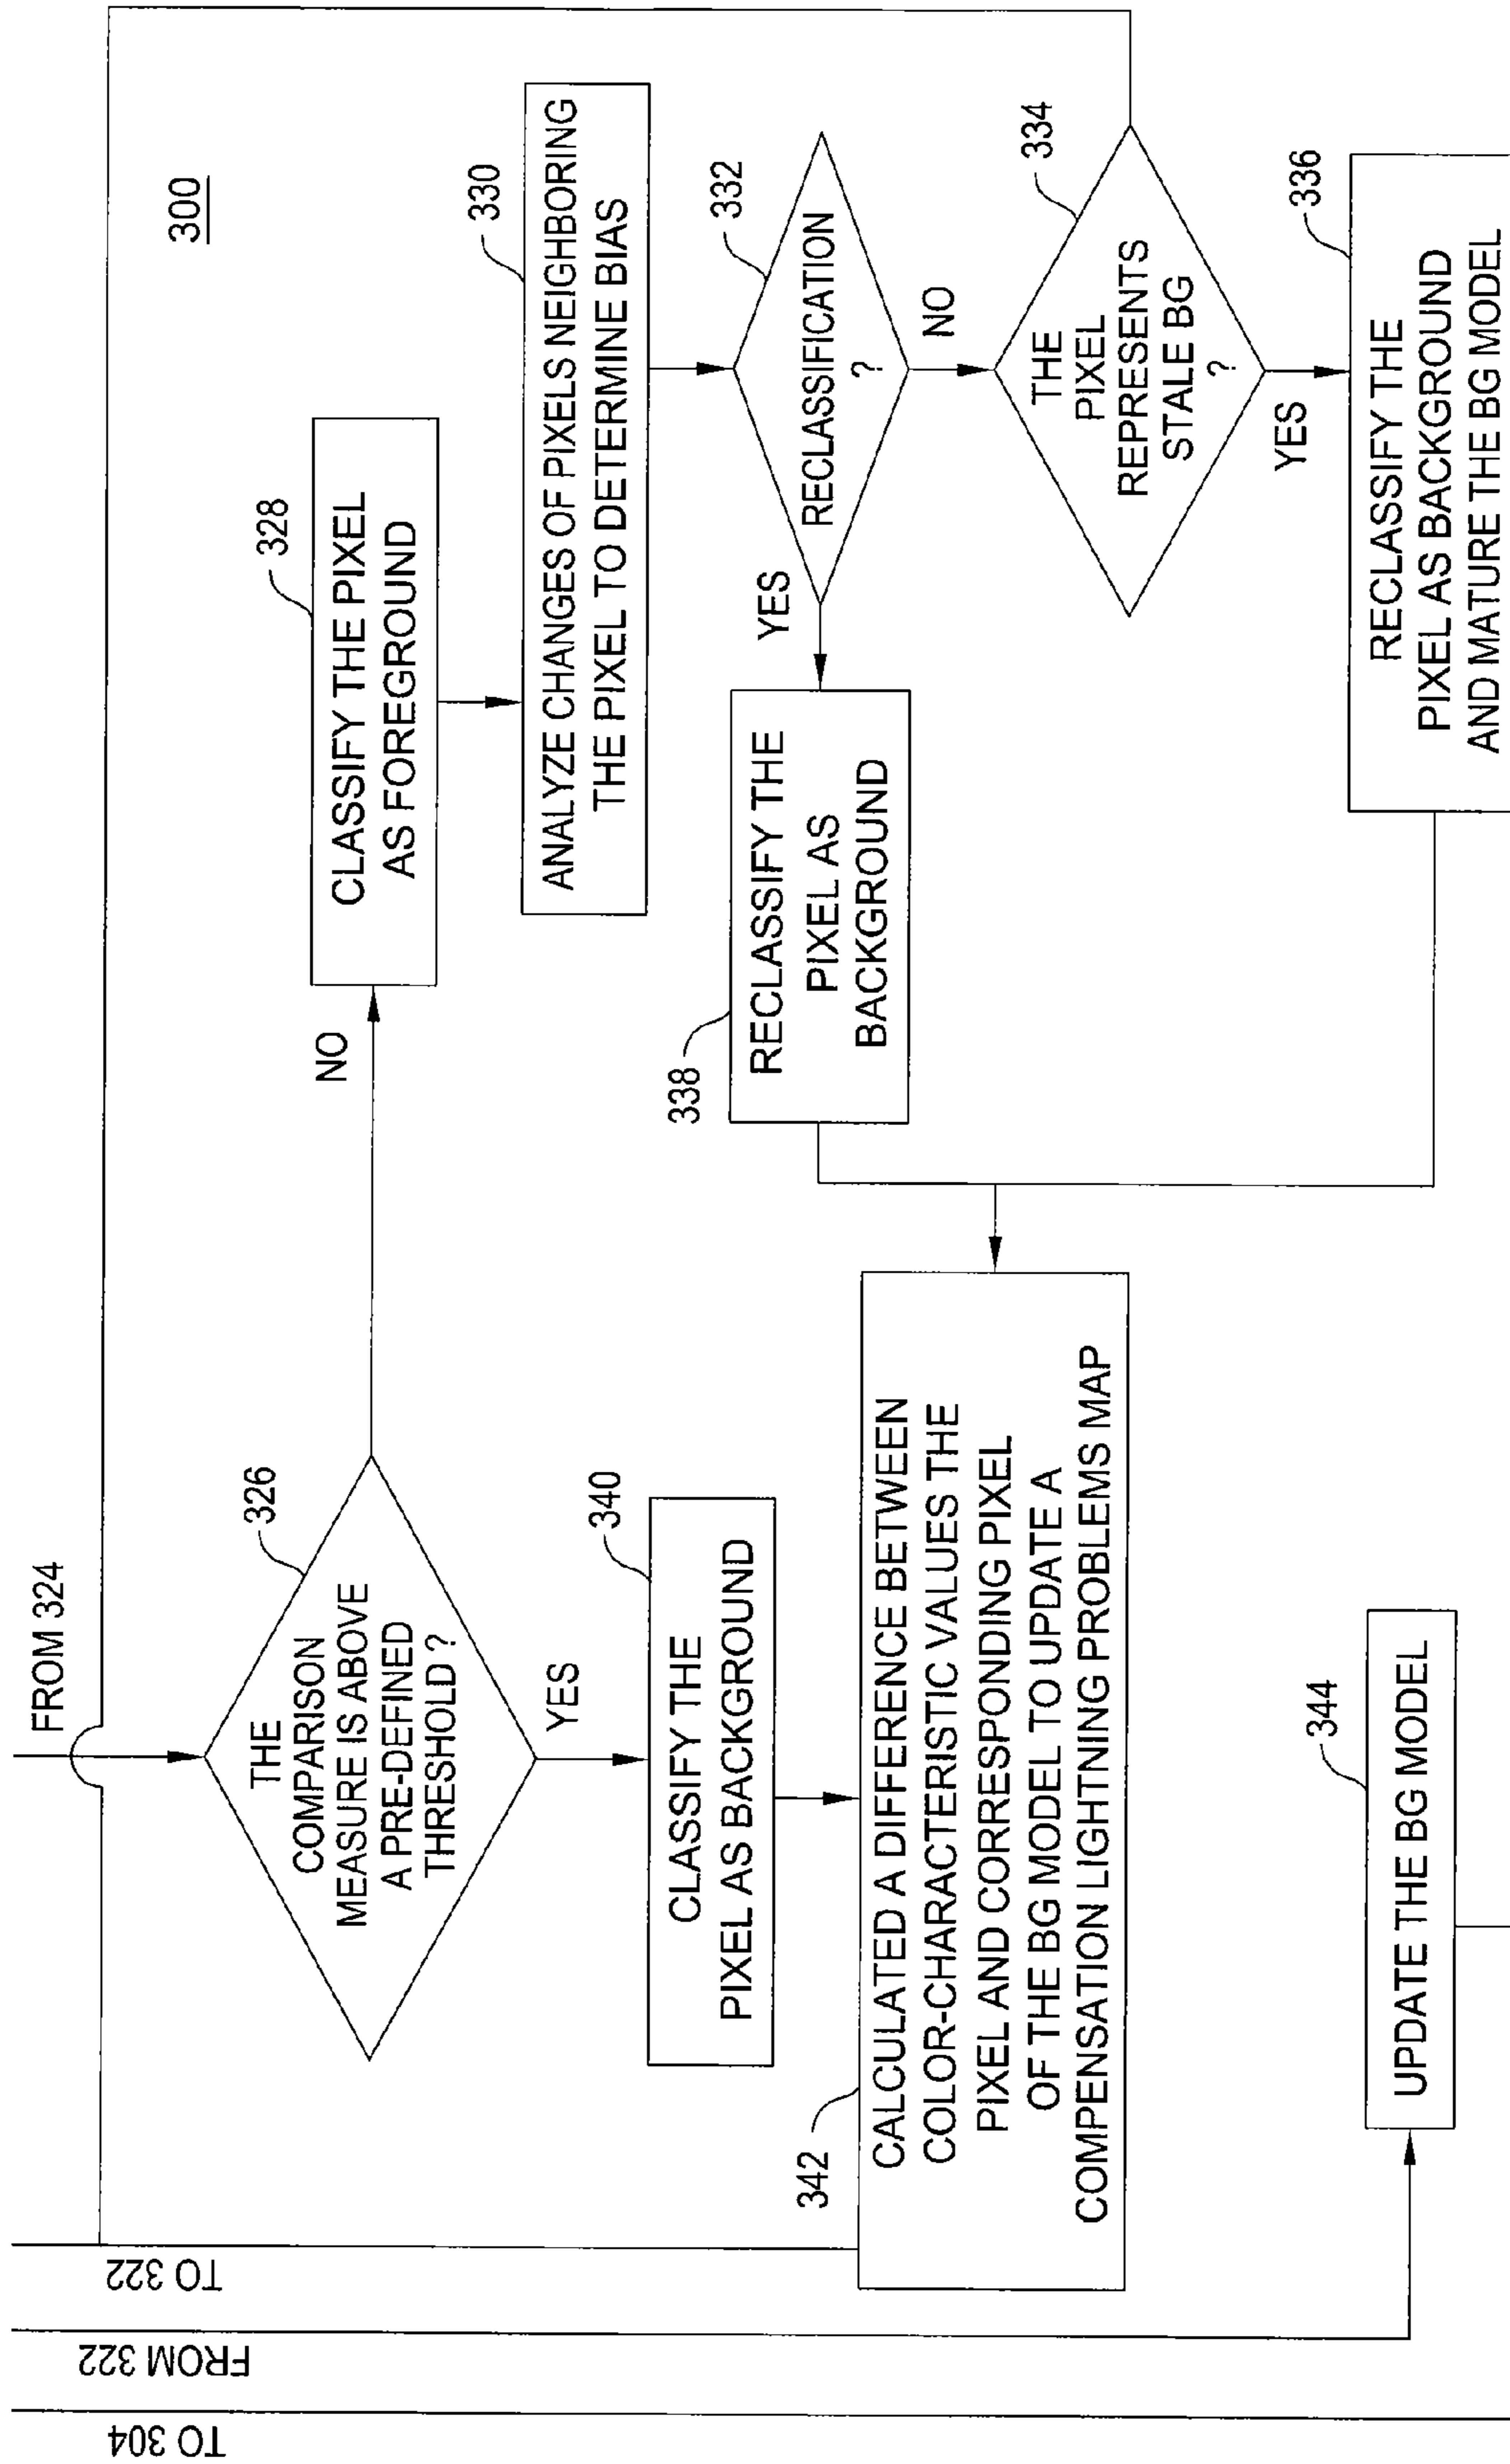 300
FROM 324
THE
COMPARISON
MEASURE IS ABOVE
A PRE-DEFINED
THRESHOLD ?
326
NO
YES
328
CLASSIFY THE PIXEL
AS FOREGROUND
330
ANALYZE CHANGES OF PIXELS NEIGHBORING
THE PIXEL TO DETERMINE BIAS
332
RECLASSIFICATION
?
YES
NO
334
THE
PIXEL
REPRESENTS
STALE BG
?
YES
336
RECLASSIFY THE
PIXEL AS BACKGROUND
AND MATURE THE BG MODEL
338
RECLASSIFY THE
PIXEL AS
BACKGROUND
340
CLASSIFY THE
PIXEL AS BACKGROUND
342
CALCULATED A DIFFERENCE BETWEEN
COLOR-CHARACTERISTIC VALUES THE
PIXEL AND CORRESPONDING PIXEL
OF THE BG MODEL TO UPDATE A
COMPENSATION LIGHTNING PROBLEMS MAP
344
UPDATE THE BG MODEL
TO 322
FROM 322
TO 304